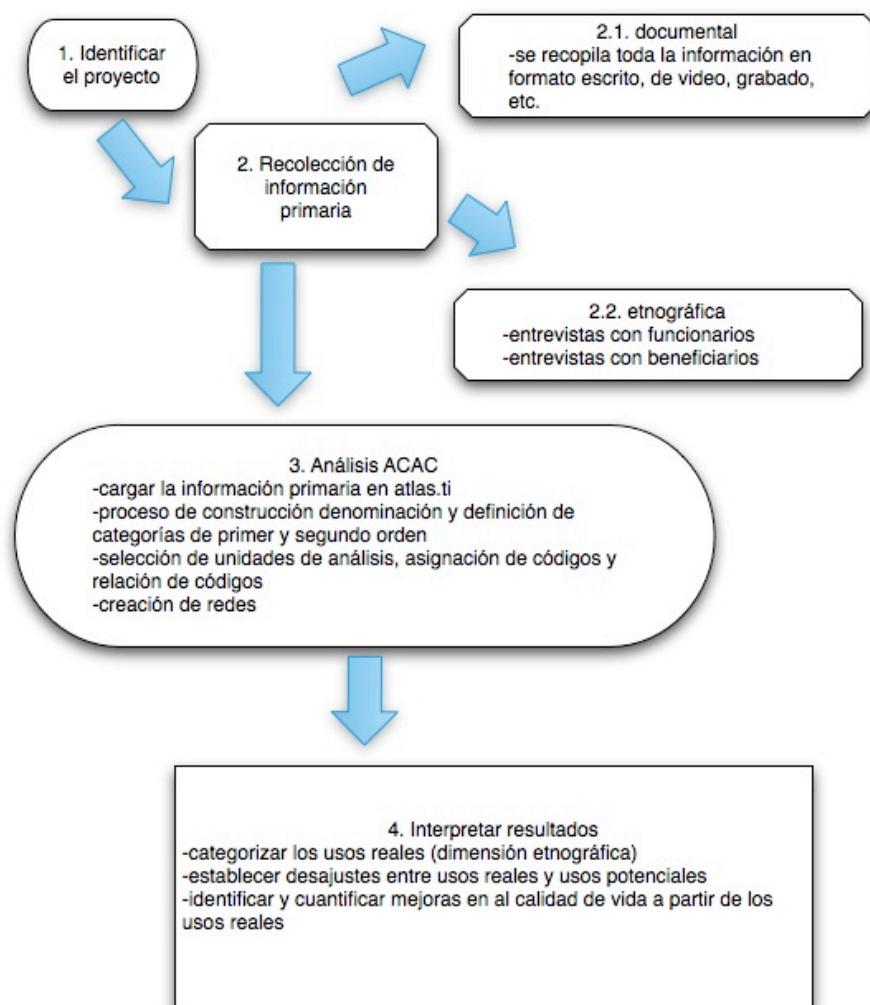 1. Identificar
el proyecto
2.1. documental
-se recopila toda la información en
formato escrito, de video, grabado,
etc.
2. Recolección de
información
primaria
2.2. etnográfica
-entrevistas con funcionarios
-entrevistas con beneficiarios
3. Análisis ACAC
-cargar la información primaria en atlas.ti
-proceso de construcción denominación y definición de
categorías de primer y segundo orden
-selección de unidades de análisis, asignación de códigos y
relación de códigos
-creación de redes
4. Interpretar resultados
-categorizar los usos reales (dimensión etnográfica)
-establecer desajustes entre usos reales y usos potenciales
-identificar y cuantificar mejoras en al calidad de vida a partir de los
usos reales